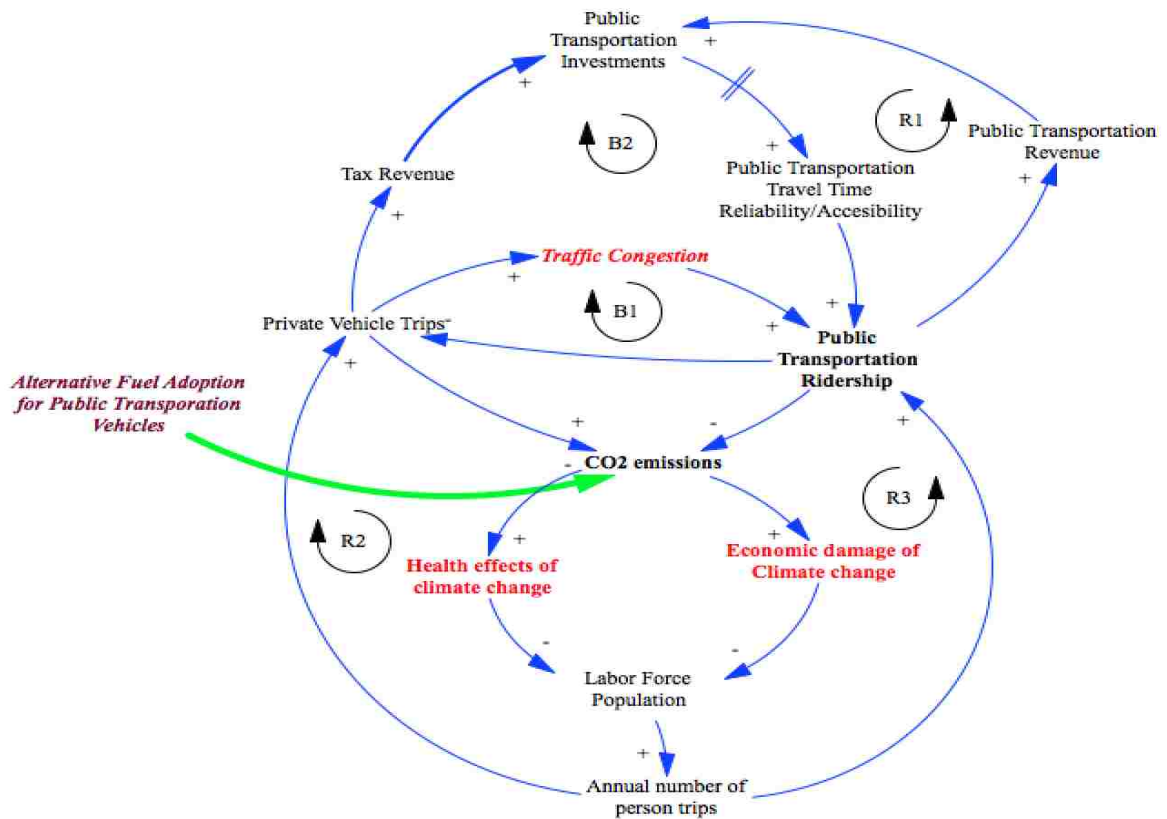 Public
Transportation
Investments
+
+
B2
R1
Public Transportation
Revenue
+
Tax Revenue
+
+
Public Transportation
Travel Time
Reliability/Accesibility
Traffic Congestion
+
B1
Private Vehicle Trips-
+
+
+
Public
Transportation
Ridership
+
Alternative Fuel Adoption
for Public Transporation
Vehicles
+
-
CO2 emissions
-
R3
R2
+
+
Health effects of
climate change
Economic damage of
Climate change
-
-
Labor Force
Population
+
Annual number of
person trips